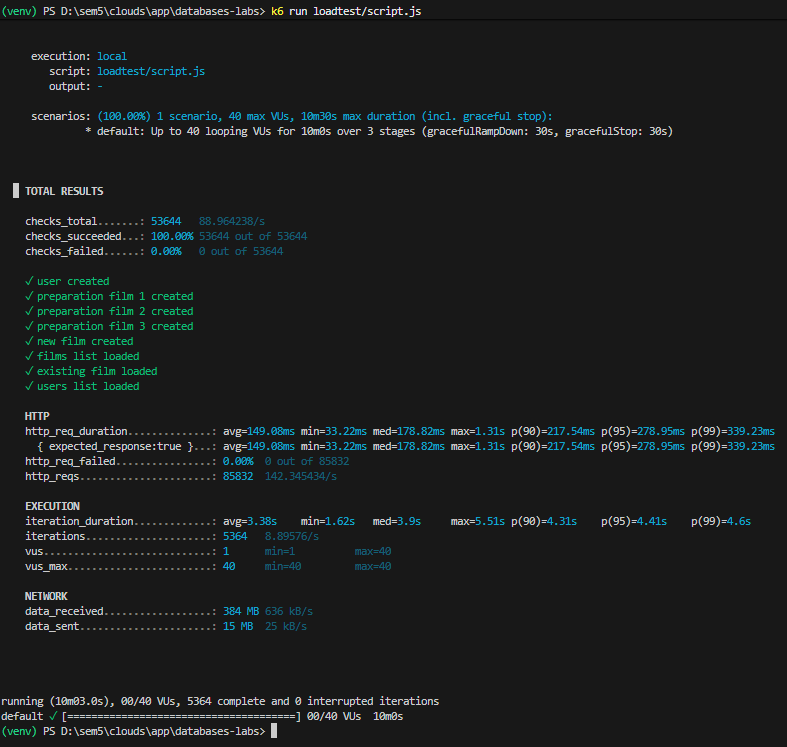 (venv) PS D:\sem5\clouds\app\databases-labs> k6 run loadtest/script.js
execution: local
script: loadtest/script.js
output: -
scenarios: (100.00%) 1 scenario, 40 max VUs, 10m30s max duration (incl. graceful stop):
* default: Up to 40 looping VUs for 10m0s over 3 stages (gracefulRampDown: 30s, gracefulStop: 30s)
TOTAL RESULTS
checks_total.......: 53644 88.964238/s
checks_succeeded...: 100.00% 53644 out of 53644
checks_failed......: 0.00% 0 out of 53644
✓ user created
✓ preparation film 1 created
✓ preparation film 2 created
✓ preparation film 3 created
✓ new film created
✓ films list loaded
✓ existing film loaded
✓ users list loaded
HTTP
http_req_duration..............: avg=149.08ms min=33.22ms med=178.82ms max=1.31s p(90)=217.54ms p(95)=278.95ms p(99)=339.23ms
{ expected_response:true }...: avg=149.08ms min=33.22ms med=178.82ms max=1.31s p(90)=217.54ms p(95)=278.95ms p(99)=339.23ms
http_req_failed................: 0.00% 0 out of 85832
http_reqs......................: 85832 142.345434/s
EXECUTION
iteration_duration.............: avg=3.38s min=1.62s med=3.9s max=5.51s p(90)=4.31s p(95)=4.41s p(99)=4.6s
iterations.....................: 5364 8.89576/s
vus............................: 1 min=1 max=40
vus_max........................: 40 min=40 max=40
NETWORK
data_received..................: 384 MB 636 kB/s
data_sent......................: 15 MB 25 kB/s
running (10m03.0s), 00/40 VUs, 5364 complete and 0 interrupted iterations
default ✓ [======================================] 00/40 VUs 10m0s
(venv) PS D:\sem5\clouds\app\databases-labs>